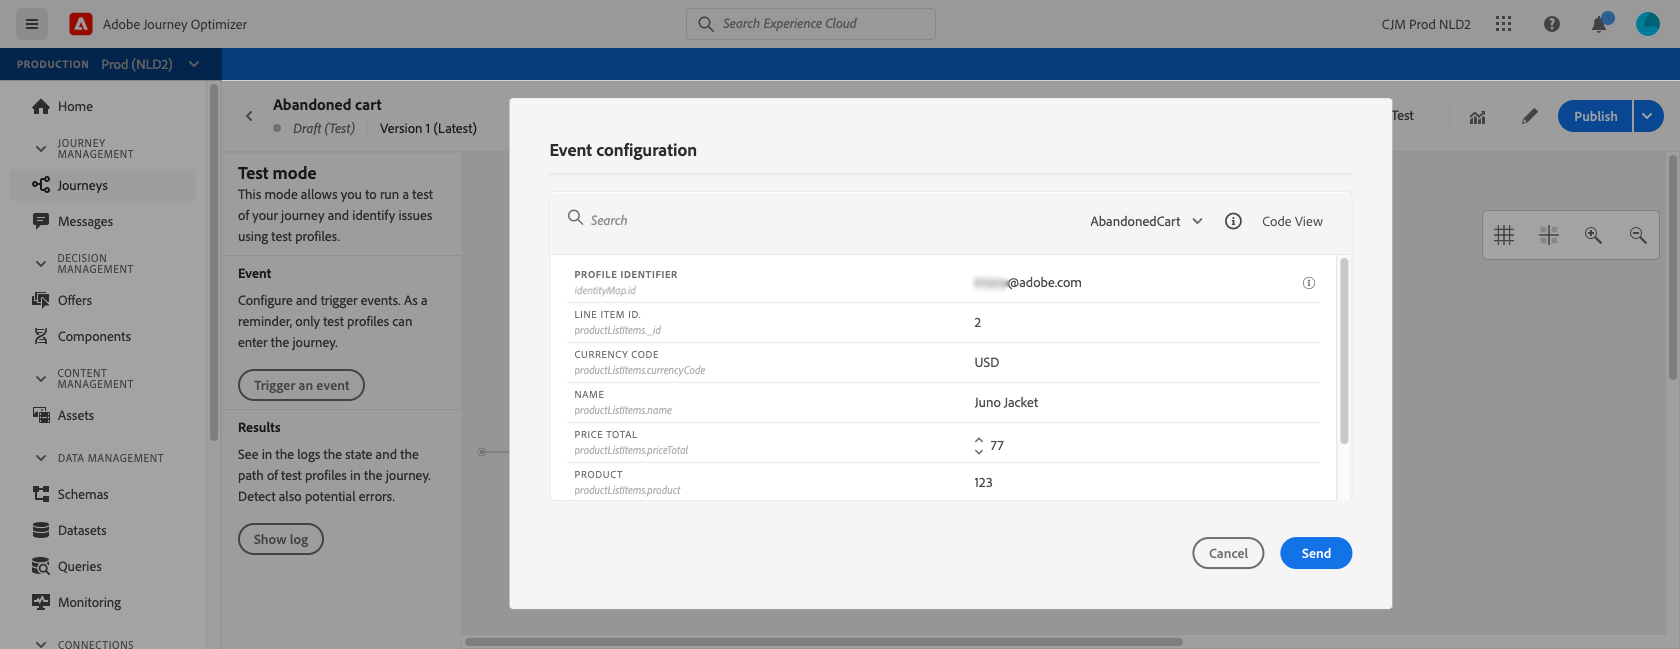 Adobe Journey Optimizer
Search Experience Cloud
CJM Prod NLD2
PRODUCTION Prod (NLD2)
Home
JOURNEY
MANAGEMENT
Journeys
Messages
DECISION
MANAGEMENT
Offers
Components
CONTENT
MANAGEMENT
Assets
DATA MANAGEMENT
Schemas
Datasets
Queries
Monitoring
CONNECTIONS
Abandoned cart
Draft (Test)
Version 1 (Latest)
Test
Publish
Test mode
This mode allows you to run a test
of your journey and identify issues
using test profiles.
Event
Configure and trigger events. As a
reminder, only test profiles can
enter the journey.
Trigger an event
Results
See in the logs the state and the
path of test profiles in the journey.
Detect also potential errors.
Show log
Event configuration
Search
AbandonedCart
Code View
PROFILE IDENTIFIER
identityMap.id
@adobe.com
LINE ITEM ID.
productListItems._id
2
CURRENCY CODE
productListItems.currencyCode
USD
NAME
productListItems.name
Juno Jacket
PRICE TOTAL
productListItems.priceTotal
77
PRODUCT
productListItems.product
123
Cancel
Send